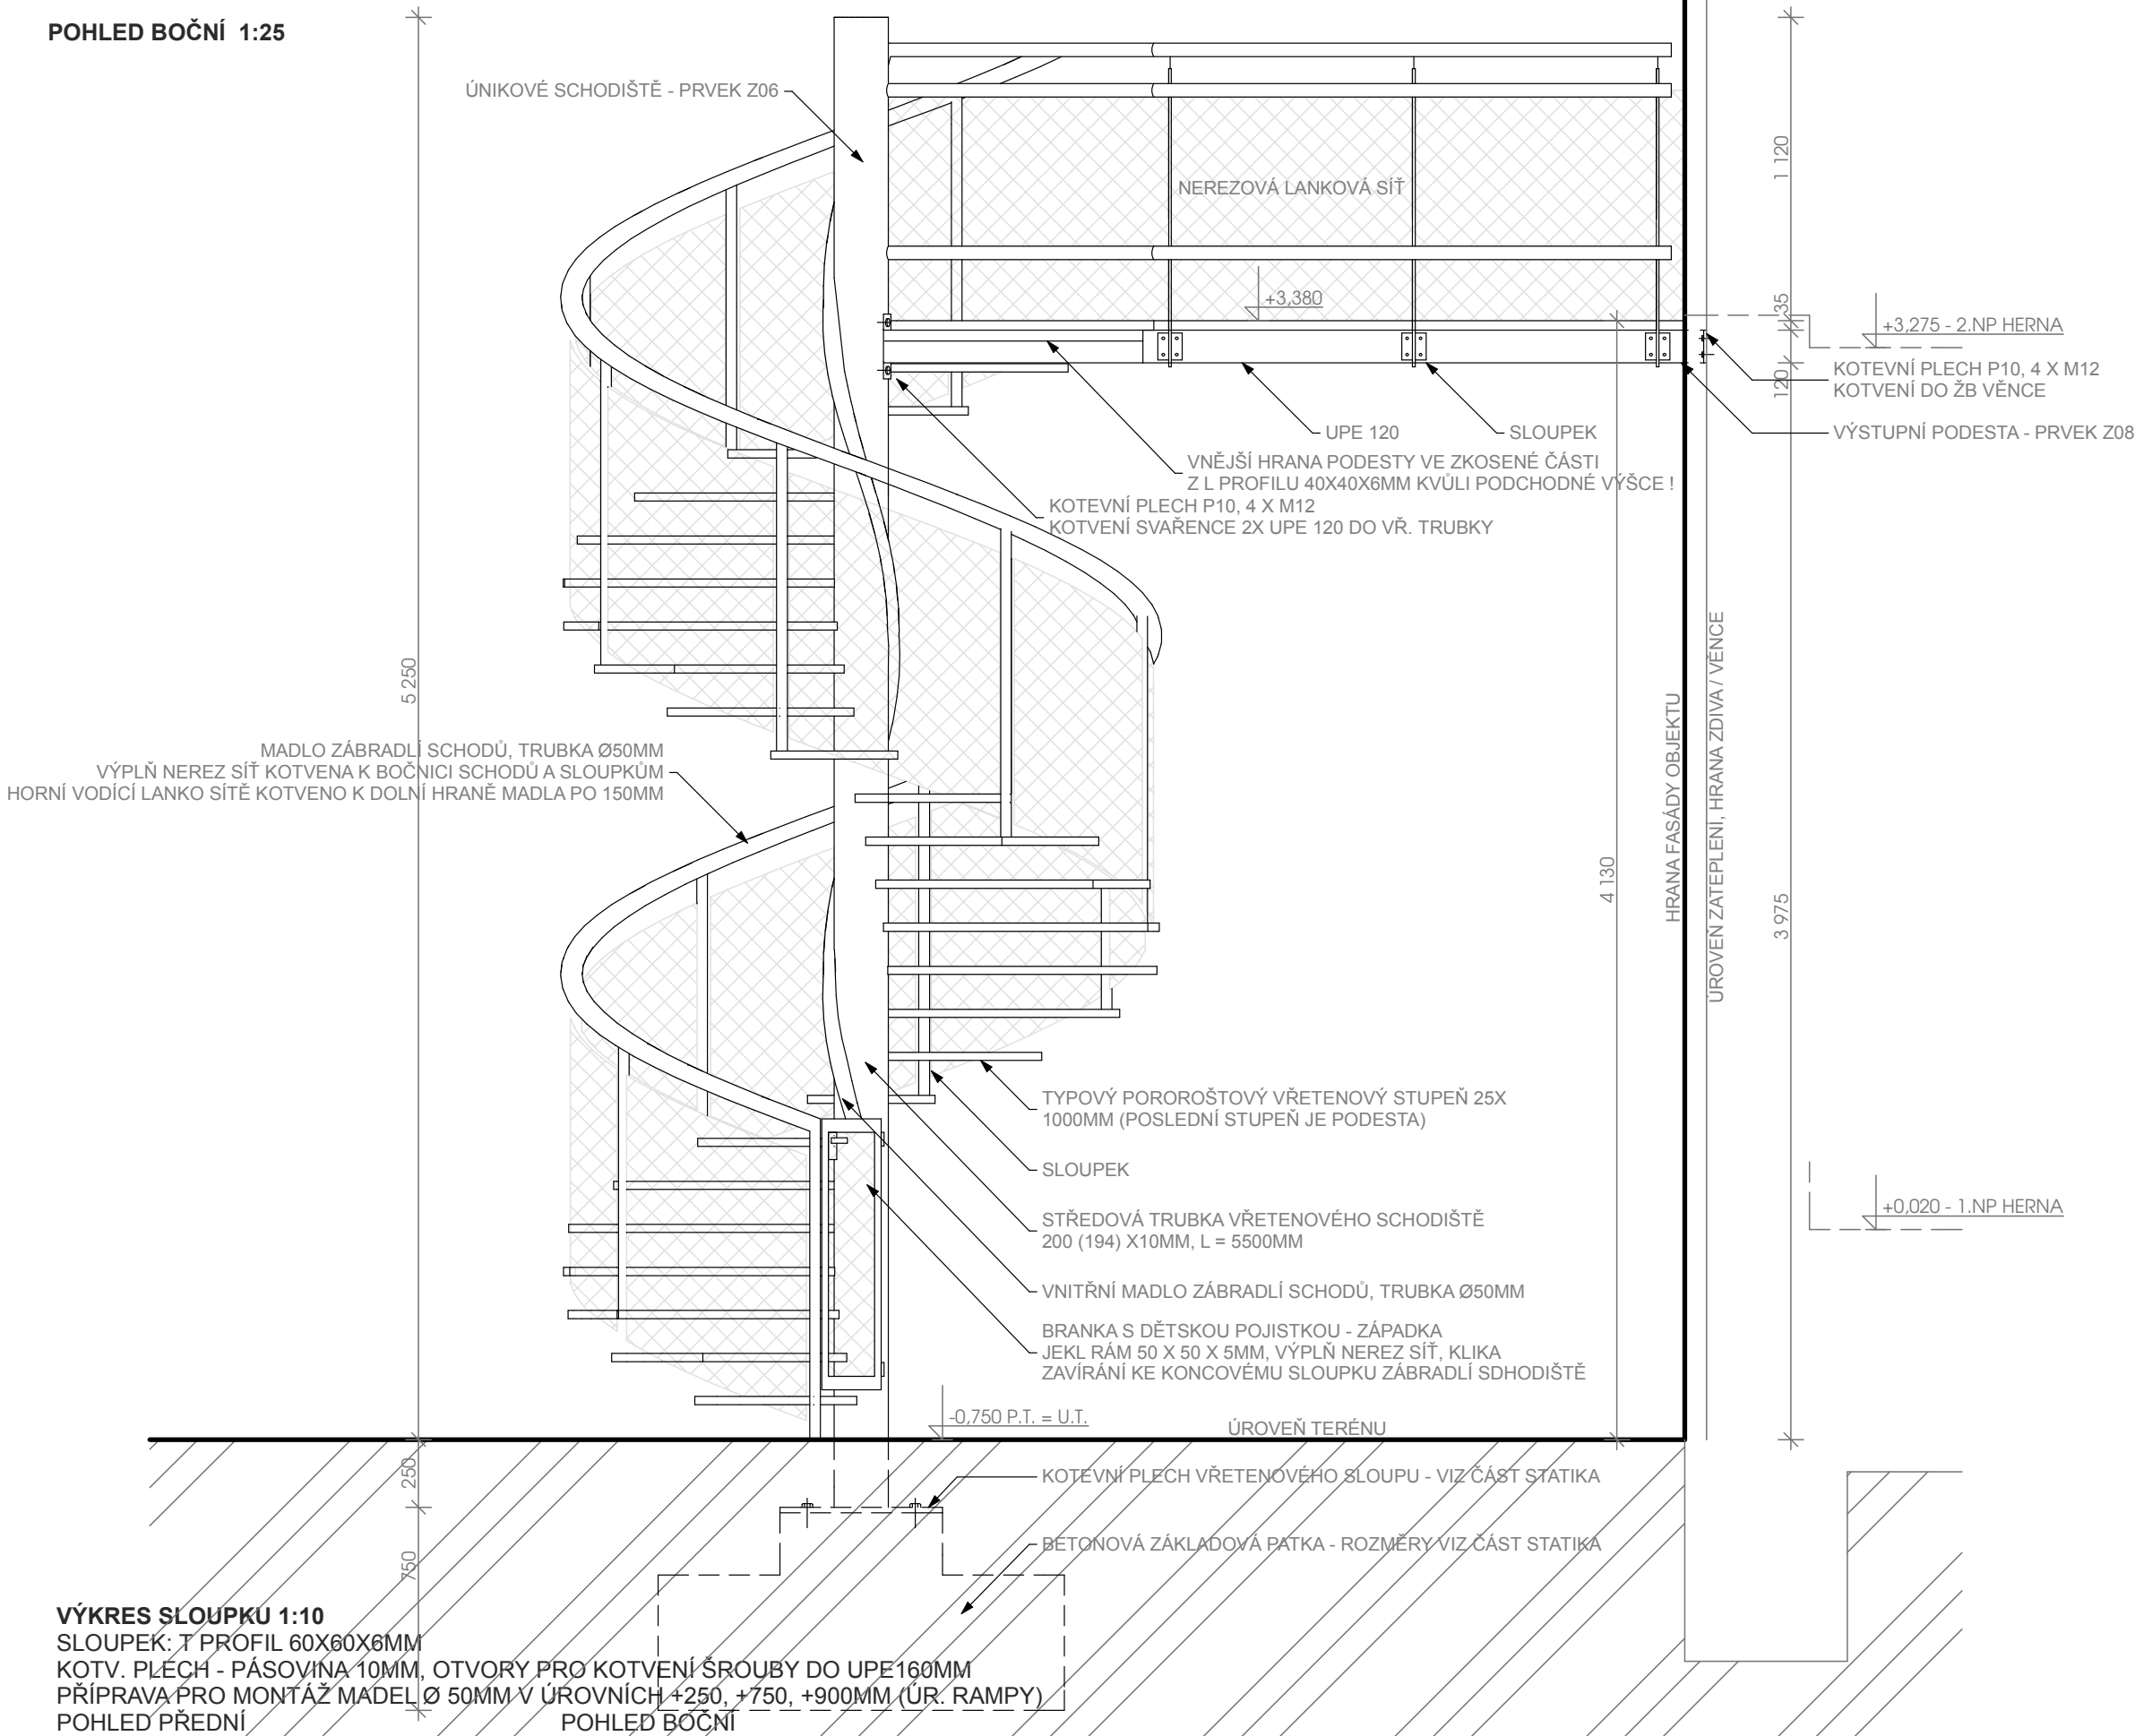 POHLED BOČNÍ  1:25
ÚNIKOVÉ SCHODIŠTĚ - PRVEK Z06
NEREZOVÁ LANKOVÁ SÍŤ
1 120
+3,380
35
+3,275 - 2.NP HERNA
120
KOTEVNÍ PLECH P10, 4 X M12
KOTVENÍ DO ŽB VĚNCE
UPE 120
SLOUPEK
VÝSTUPNÍ PODESTA - PRVEK Z08
VNĚJŠÍ HRANA PODESTY VE ZKOSENÉ ČÁSTI
Z L PROFILU 40X40X6MM KVŮLI PODCHODNÉ VÝŠCE !
KOTEVNÍ PLECH P10, 4 X M12
KOTVENÍ SVAŘENCE 2X UPE 120 DO VŘ. TRUBKY
5 250
MADLO ZÁBRADLÍ SCHODŮ, TRUBKA Ø50MM
VÝPLŇ NEREZ SÍŤ KOTVENA K BOČNICI SCHODŮ A SLOUPKŮM
HORNÍ VODÍCÍ LANKO SÍTĚ KOTVENO K DOLNÍ HRANĚ MADLA PO 150MM
4 130
HRANA FASÁDY OBJEKTU
ÚROVEŇ ZATEPLENÍ, HRANA ZDIVA / VĚNCE
3 975
TYPOVÝ POROROŠTOVÝ VŘETENOVÝ STUPEŇ 25X
1000MM (POSLEDNÍ STUPEŇ JE PODESTA)
SLOUPEK
+0,020 - 1.NP HERNA
STŘEDOVÁ TRUBKA VŘETENOVÉHO SCHODIŠTĚ
200 (194) X10MM, L = 5500MM
VNITŘNÍ MADLO ZÁBRADLÍ SCHODŮ, TRUBKA Ø50MM
BRANKA S DĚTSKOU POJISTKOU - ZÁPADKA
JEKL RÁM 50 X 50 X 5MM, VÝPLŇ NEREZ SÍŤ, KLIKA
ZAVÍRÁNÍ KE KONCOVÉMU SLOUPKU ZÁBRADLÍ SDHODIŠTĚ
-0,750 P.T. = U.T.
ÚROVEŇ TERÉNU
250
KOTEVNÍ PLECH VŘETENOVÉHO SLOUPU - VIZ ČÁST STATIKA
750
BETONOVÁ ZÁKLADOVÁ PATKA - ROZMĚRY VIZ ČÁST STATIKA
VÝKRES SLOUPKU 1:10
SLOUPEK: T PROFIL 60X60X6MM
KOTV. PLECH - PÁSOVINA 10MM, OTVORY PRO KOTVENÍ ŠROUBY DO UPE160MM
PŘÍPRAVA PRO MONTÁŽ MADEL Ø 50MM V ÚROVNÍCH +250, +750, +900MM (ÚR. RAMPY)
POHLED PŘEDNÍ
POHLED BOČNÍ